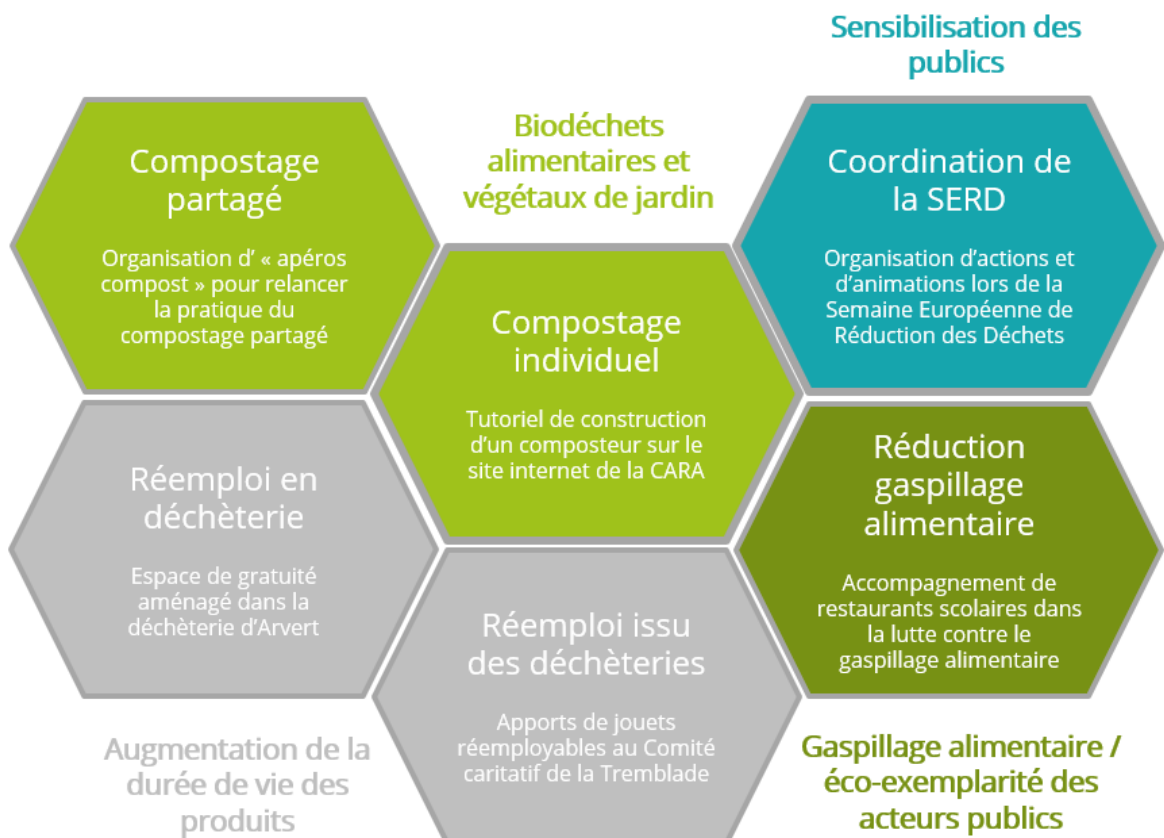 Sensibilisation des
publics
Compostage
partagé
Organisation d' « apéros
compost » pour relancer
la pratique du
compostage partagé
Biodéchets
alimentaires et
végétaux de jardin
Coordination de
la SERD
Organisation d'actions et
d'animations lors de la
Semaine Européenne de
Réduction des Déchets
Compostage
individuel
Tutoriel de construction
d'un composteur sur le
site internet de la CARA
Réemploi en
déchèterie
Espace de gratuité
aménagé dans la
déchèterie d'Arvert
Réduction
gaspillage
alimentaire
Accompagnement de
restaurants scolaires dans
la lutte contre le
gaspillage alimentaire
Réemploi issu
des déchèteries
Apports de jouets
réemployables au Comité
caritatif de la Tremblade
Augmentation de la
durée de vie des
produits
Gaspillage alimentaire /
éco-exemplarité des
acteurs publics